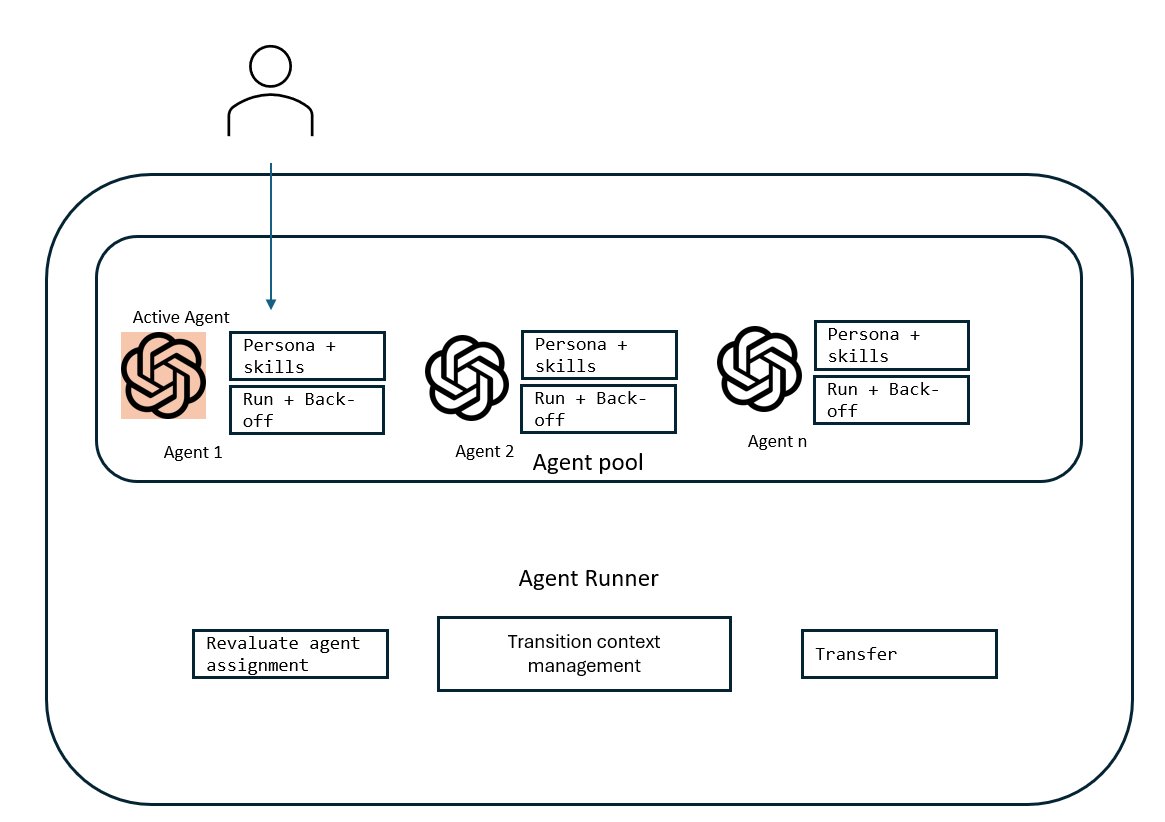 Active Agent
Persona +
skills
Run + Back-
off
Agent 1
Persona +
skills
Run + Back-
off
Agent 2
Persona +
skills
Run + Back-
off
Agent n
Agent pool
Agent Runner
Revaluate agent
assignment
Transition context
management
Transfer